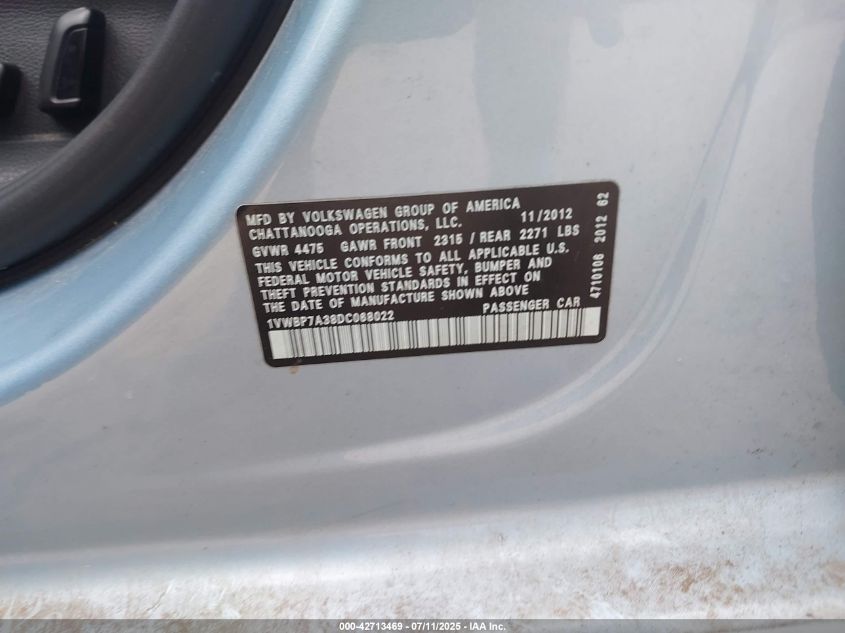 MFD BY VOLKSWAGEN GROUP OF AMERICA
CHATTANOOGA OPERATIONS, LLC. 11/2012
GVWR 4475 GAWR FRONT 2315 / REAR 2271 LBS
THIS VEHICLE CONFORMS TO ALL APPLICABLE U.S.
FEDERAL MOTOR VEHICLE SAFETY, BUMPER AND
THEFT PREVENTION STANDARDS IN EFFECT ON
THE DATE OF MANUFACTURE SHOWN ABOVE
1VWBP7A38DC068022 PASSENGER CAR
4710106 2012 62
000-42713469 - 07/11/2025 - IAA Inc.